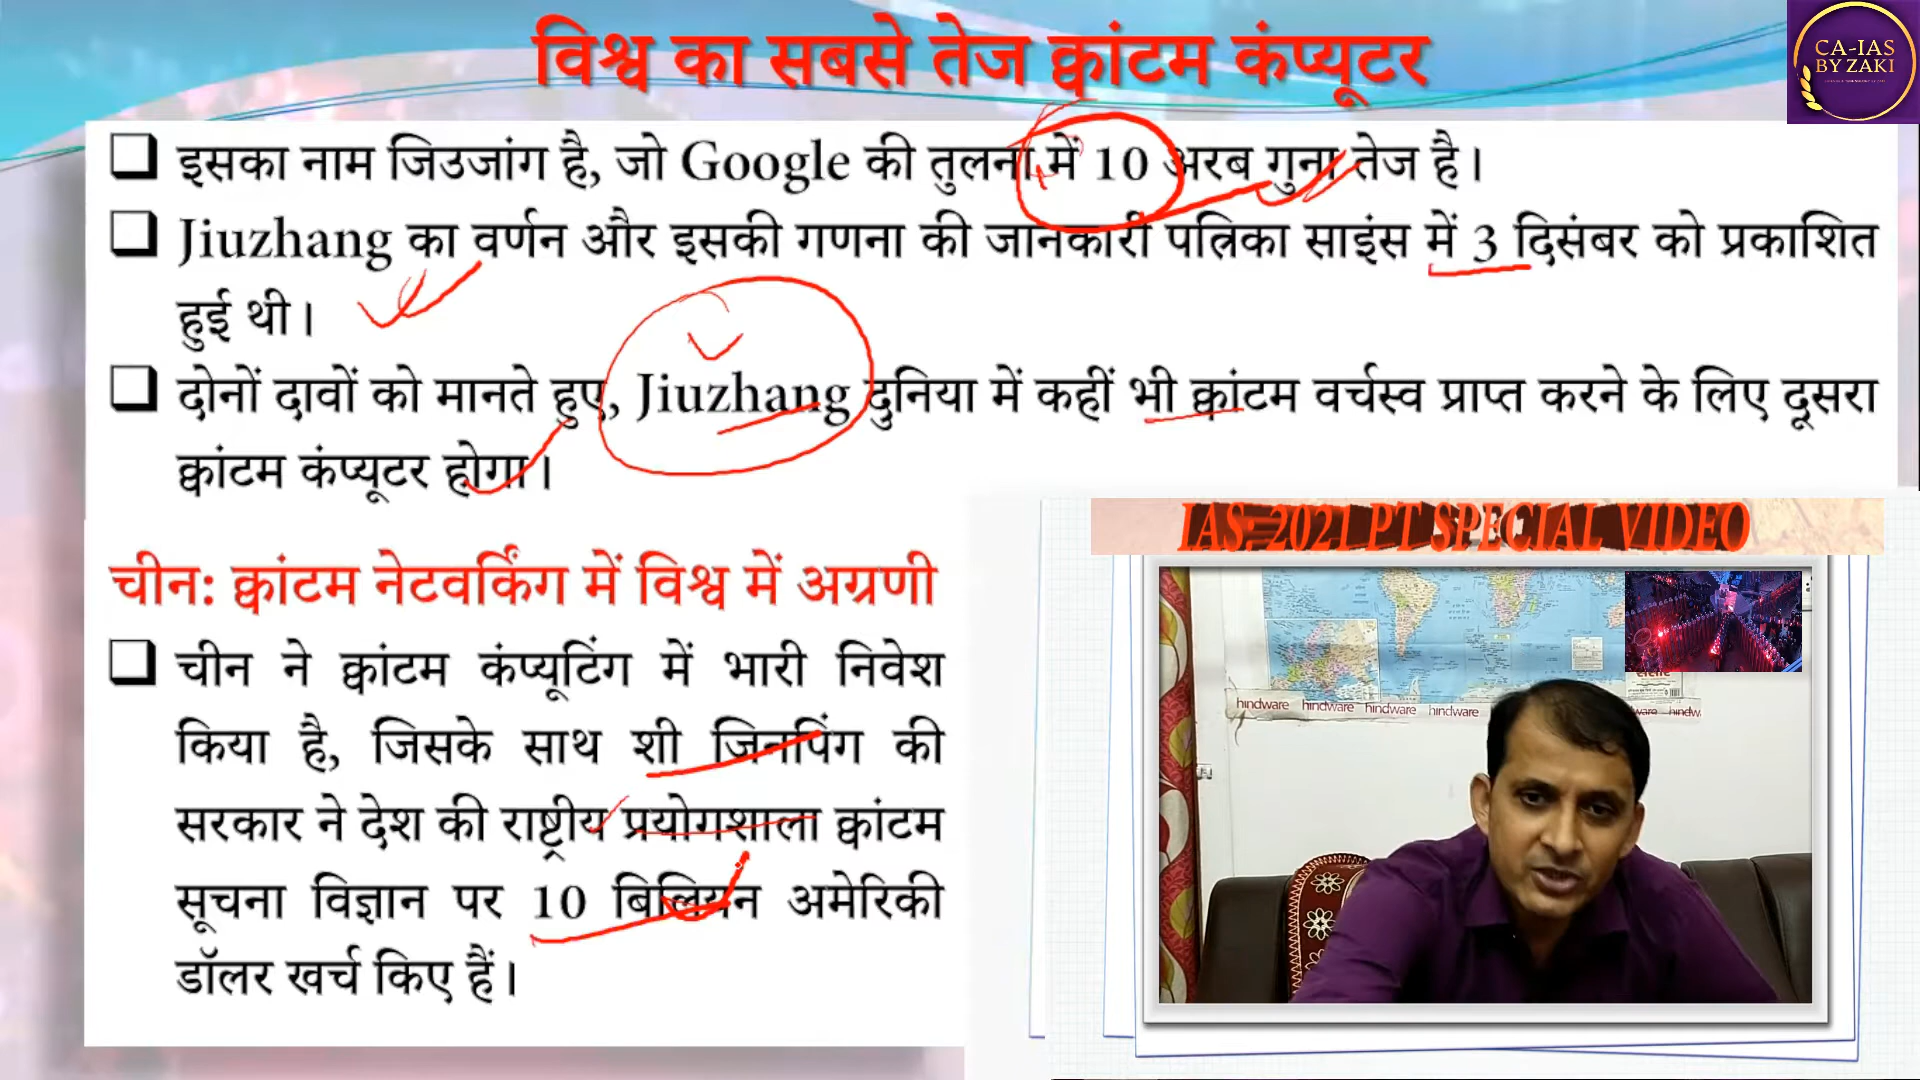 विश्व का सबसे तेज क्वांटम कंप्यूटर
CA-IAS
BY ZAKI
इसका नाम जिउजांग है, जो Google की तुलना में 10 अरब गुना तेज है।
Jiuzhang का वर्णन और इसकी गणना की जानकारी पत्रिका साइंस में 3 दिसंबर को प्रकाशित
हुई थी।
दोनों दावों को मानते हुए, Jiuzhang दुनिया में कहीं भी क्वांटम वर्चस्व प्राप्त करने के लिए दूसरा
क्वांटम कंप्यूटर होगा।
IAS: 2021 PT SPECIAL VIDEO
चीन: क्वांटम नेटवर्किंग में विश्व में अग्रणी
चीन ने क्वांटम कंप्यूटिंग में भारी निवेश
किया है, जिसके साथ शी जिनपिंग की
सरकार ने देश की राष्ट्रीय प्रयोगशाला क्वांटम
सूचना विज्ञान पर 10 बिलियन अमेरिकी
डॉलर खर्च किए हैं।
hindware hindware hindware hindware